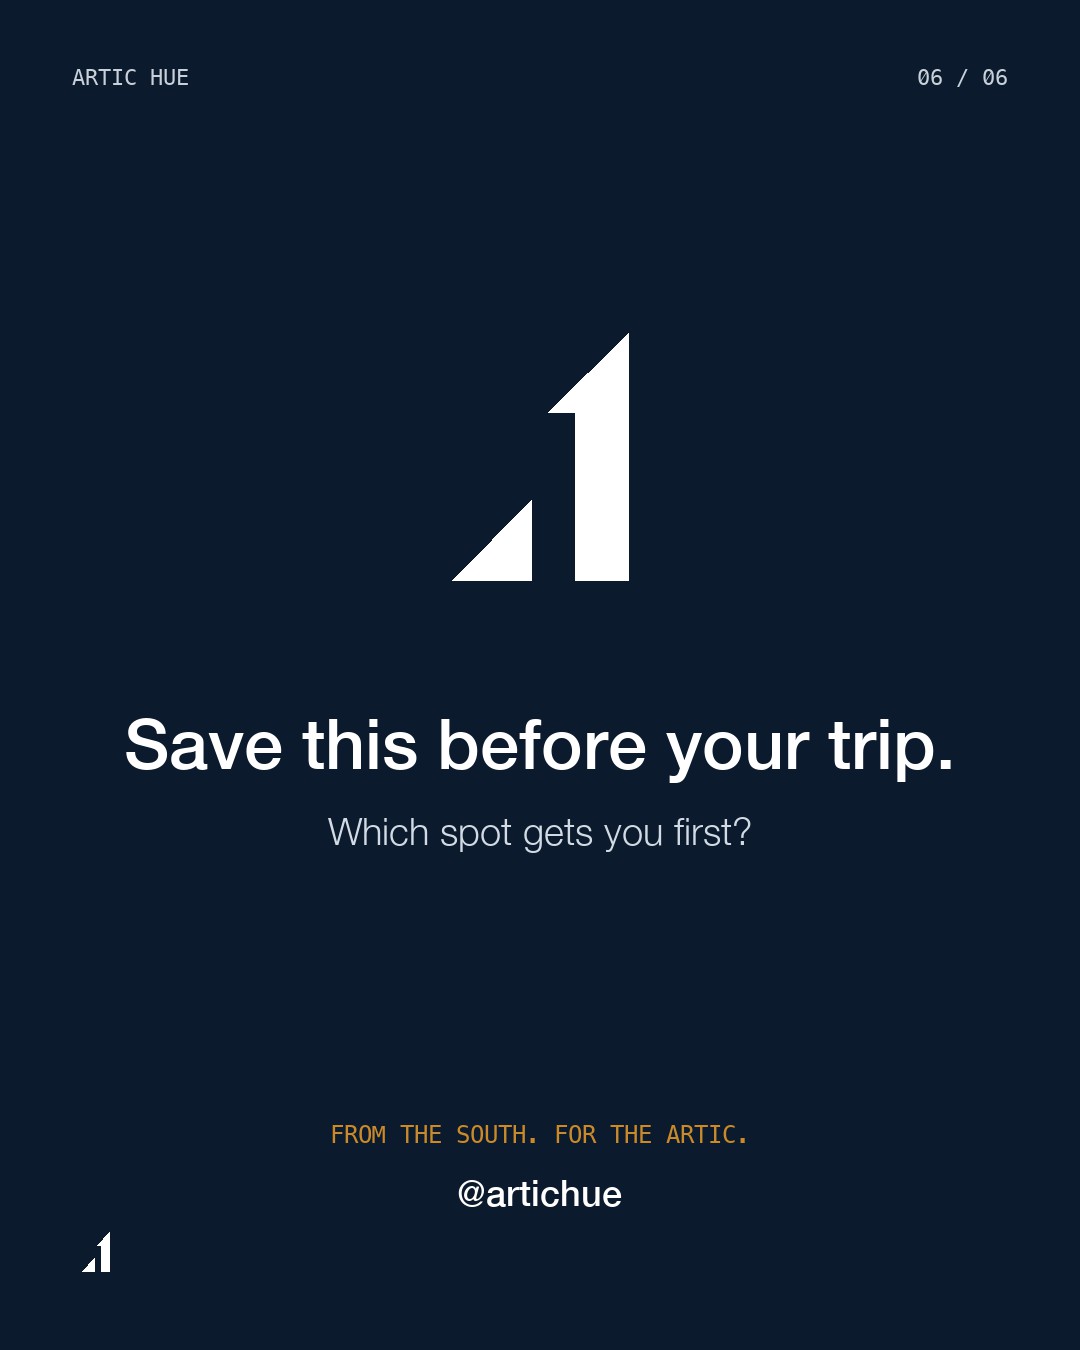 ARTIC HUE
06 / 06
Save this before your trip.
Which spot gets you first?
FROM THE SOUTH. FOR THE ARTIC.
@artichue